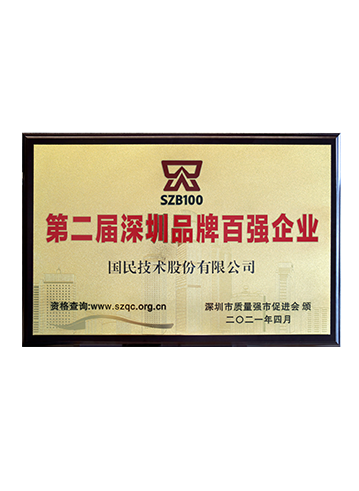 SZB100
第二届深圳品牌百强企业
国民技术股份有限公司
资格查询:www.szqc.org.cn
深圳市质量强市促进会 颁
二〇二一年四月